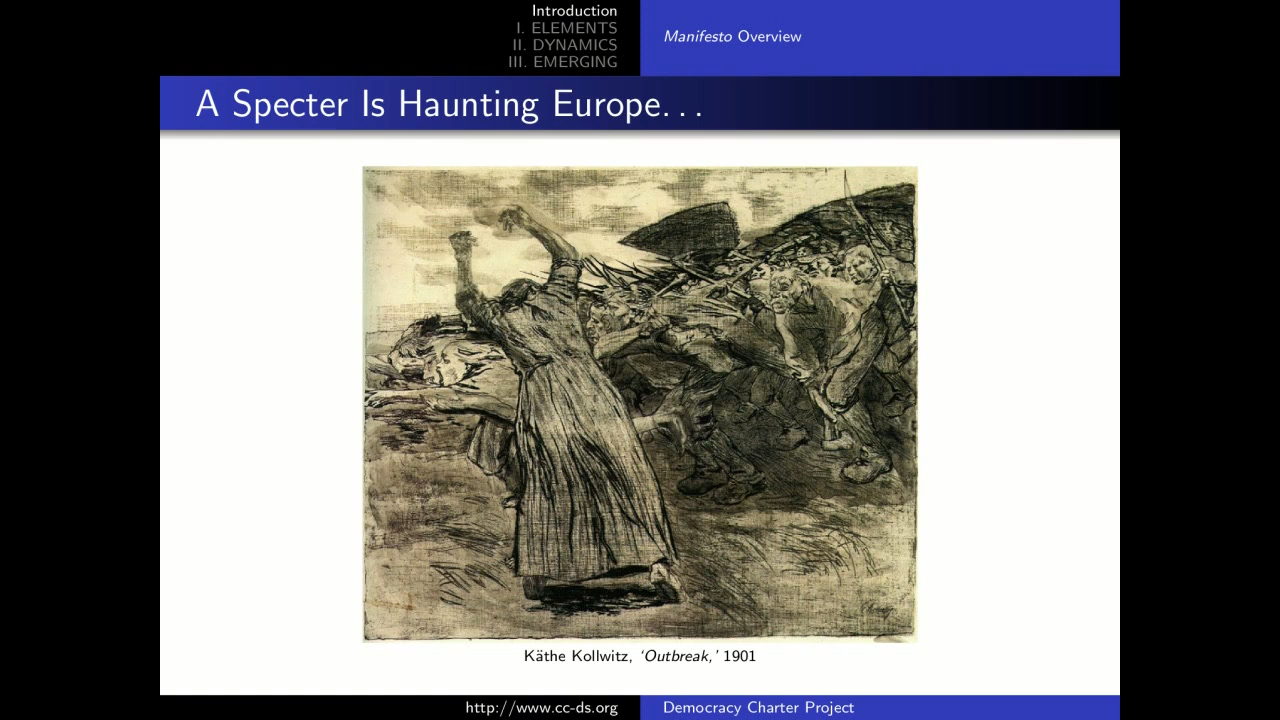 Introduction
I. ELEMENTS
II. DYNAMICS
III. EMERGING
Manifesto Overview
A Specter Is Haunting Europe. . .
Käthe Kollwitz, ‘Outbreak,’ 1901
http://www.cc-ds.org
Democracy Charter Project